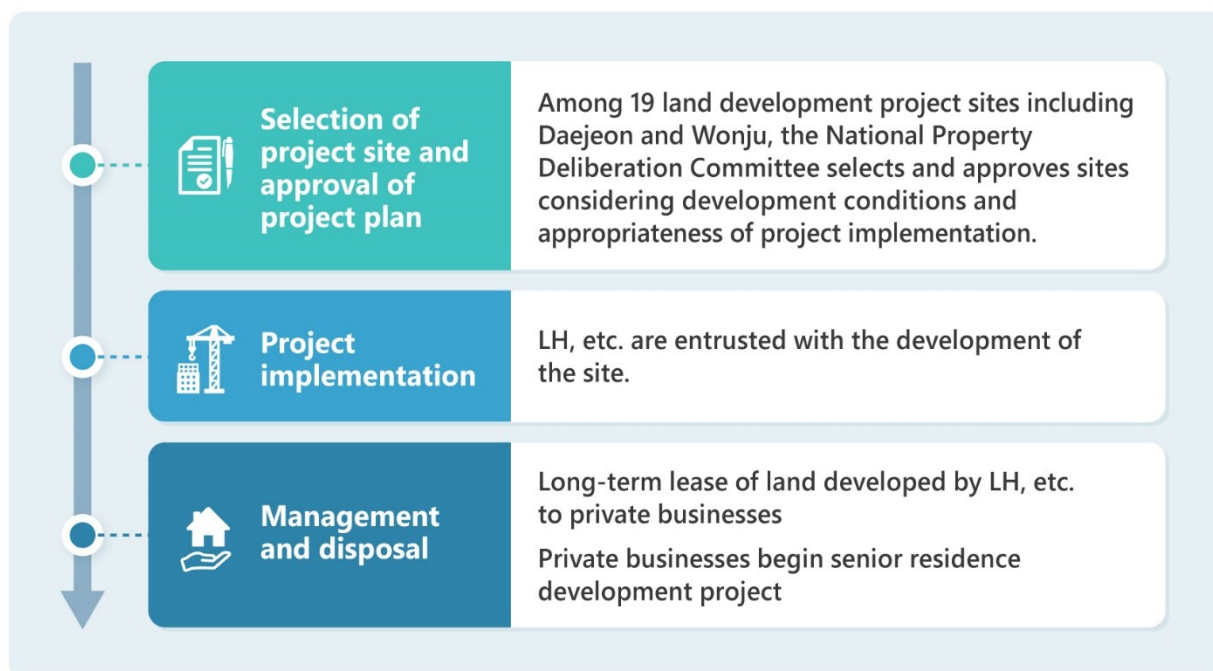 Selection of
project site and
approval of
project plan
Among 19 land development project sites including
Daejeon and Wonju, the National Property
Deliberation Committee selects and approves sites
considering development conditions and
appropriateness of project implementation.
Project
implementation
LH, etc. are entrusted with the development of
the site.
Management
and disposal
Long-term lease of land developed by LH, etc.
to private businesses
Private businesses begin senior residence
development project